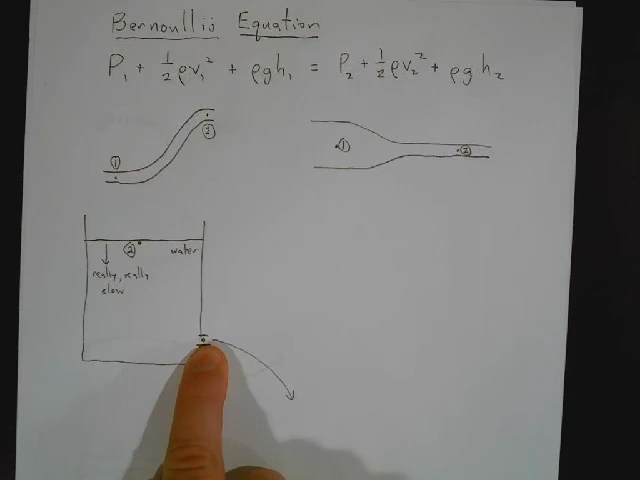 Bernoulli's Equation
P₁ + ½ρv₁² + ρgh₁ = P₂ + ½ρv₂² + ρgh₂
②
①
① ②
② water
really, really
slow